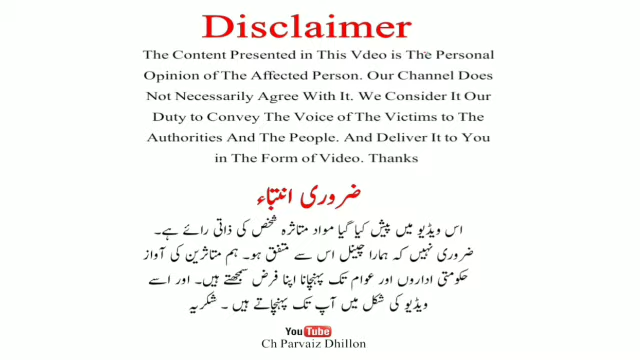 Disclaimer
The Content Presented in This Vdeo is The Personal
Opinion of The Affected Person. Our Channel Does
Not Necessarily Agree With It. We Consider It Our
Duty to Convey The Voice of The Victims to The
Authorities And The People. And Deliver It to You
in The Form of Video. Thanks
ضروری انتباء
اس ویڈیو میں پیش کیا گیا مواد متاثرہ شخص کی ذاتی رائے ہے۔
ضروری نہیں کہ ہمارا چینل اس سے متفق ہو۔ ہم متاثرین کی آواز
حکومتی اداروں اور عوام تک پہنچانا اپنا فرض سمجھتے ہیں۔ اور اسے
ویڈیو کی شکل میں آپ تک پہنچاتے ہیں ۔ شکریہ
YouTube
Ch Parvaiz Dhillon